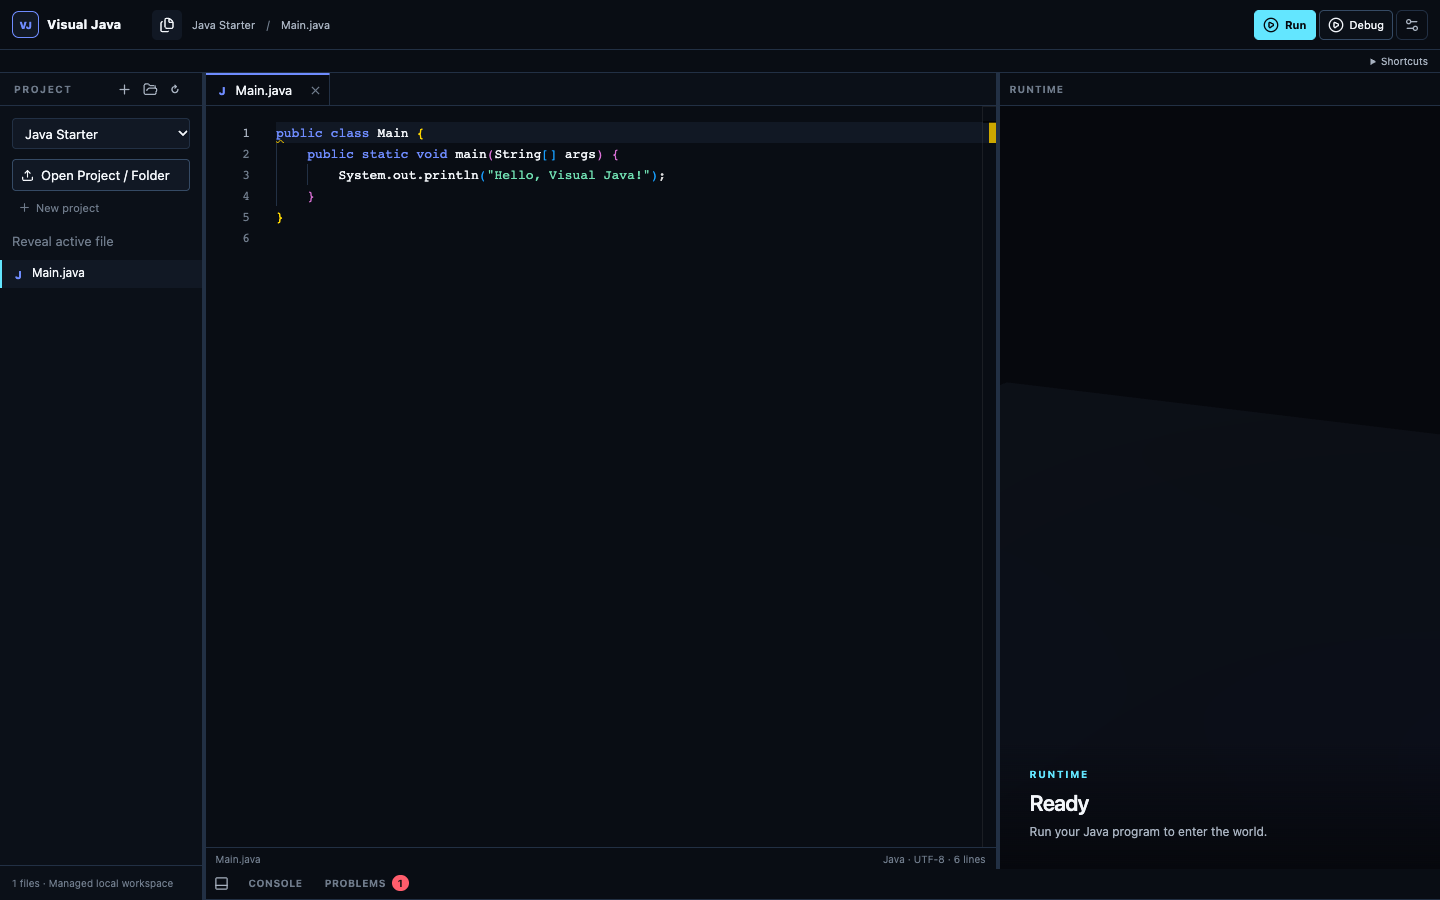 VJ Visual Java Java Starter / Main.java Run Debug
Shortcuts
PROJECT
Java Starter
Open Project / Folder
New project
Reveal active file
J Main.java
1 files · Managed local workspace
J Main.java
1 public class Main {
2     public static void main(String[] args) {
3         System.out.println("Hello, Visual Java!");
4     }
5 }
6
Main.java Java · UTF-8 · 6 lines
CONSOLE PROBLEMS 1
RUNTIME
RUNTIME
Ready
Run your Java program to enter the world.